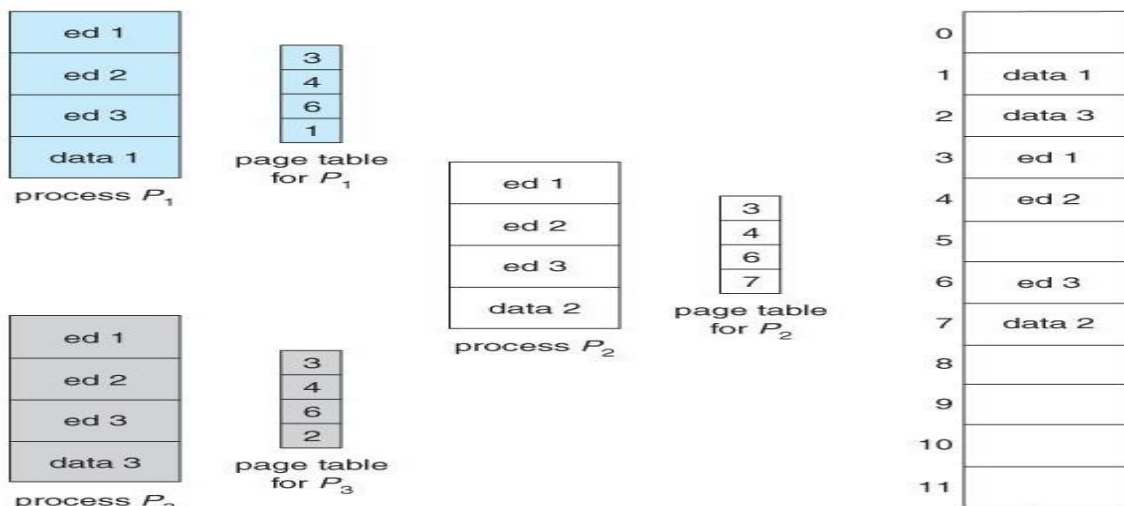 ed 1
ed 2
ed 3
data 1
process P1
3
4
6
1
page table
for P1
ed 1
ed 2
ed 3
data 2
process P2
3
4
6
7
page table
for P2
ed 1
ed 2
ed 3
data 3
process P3
3
4
6
2
page table
for P3
0
1 data 1
2 data 3
3 ed 1
4 ed 2
5
6 ed 3
7 data 2
8
9
10
11